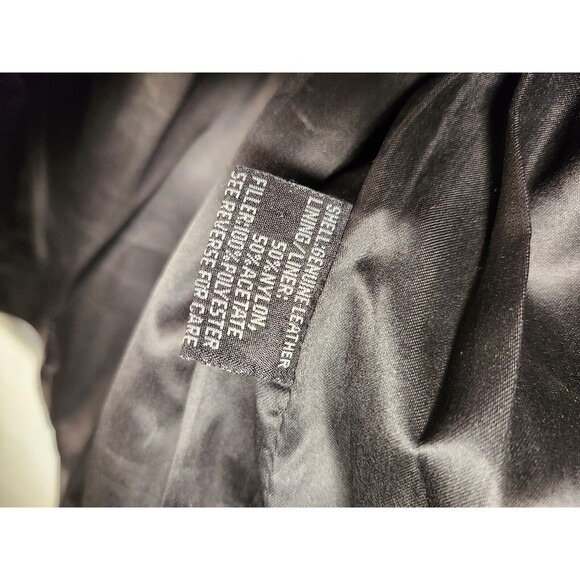 SHELL:GENUINE LEATHER
LINING/LINER:
50%NYLON,
50%ACETATE
FILLER:100%POLYESTER
SEE REVERSE FOR CARE